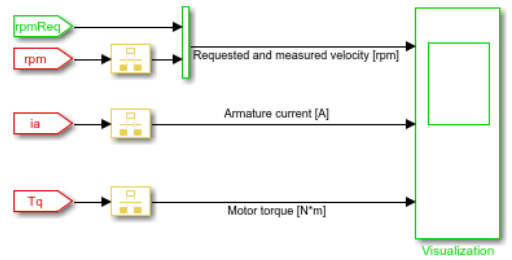 rpmReq
rpm
Requested and measured velocity [rpm]
ia
Armature current [A]
Tq
Motor torque [N*m]
Visualization